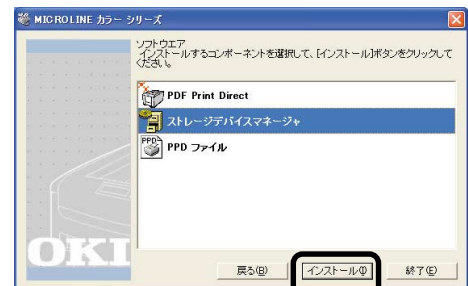 MICROLINE カラー シリーズ
ソフトウエア
インストールするコンポーネントを選択して、[インストール]ボタンをクリックして
ください。
PDF Print Direct
ストレージデバイスマネージャ
PPD
PPD ファイル
OKI
戻る(B)
インストール(I)
終了(E)